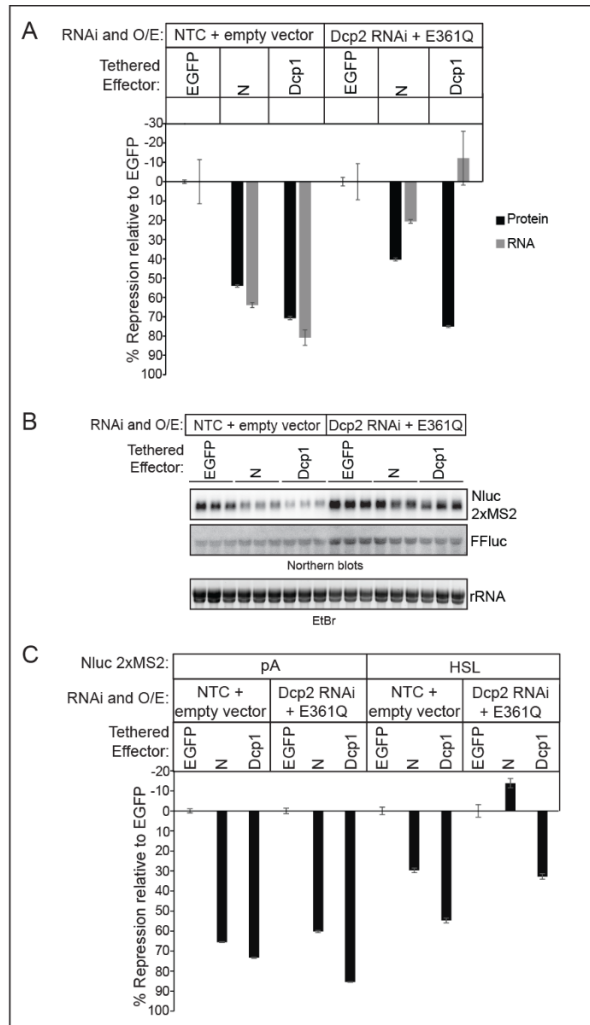 A
RNAi and O/E: NTC + empty vector Dcp2 RNAi + E361Q
Tethered Effector: EGFP N Dcp1 EGFP N Dcp1
% Repression relative to EGFP
-30
-20
-10
0
10
20
30
40
50
60
70
80
90
100
Protein
RNA
B
RNAi and O/E: NTC + empty vector Dcp2 RNAi + E361Q
Tethered Effector: EGFP N Dcp1 EGFP N Dcp1
Nluc
2xMS2
FFluc
Northern blots
rRNA
EtBr
C
Nluc 2xMS2: pA HSL
RNAi and O/E: NTC + empty vector Dcp2 RNAi + E361Q NTC + empty vector Dcp2 RNAi + E361Q
Tethered Effector: EGFP N Dcp1 EGFP N Dcp1 EGFP N Dcp1 EGFP N Dcp1
% Repression relative to EGFP
-20
-10
0
10
20
30
40
50
60
70
80
90
100